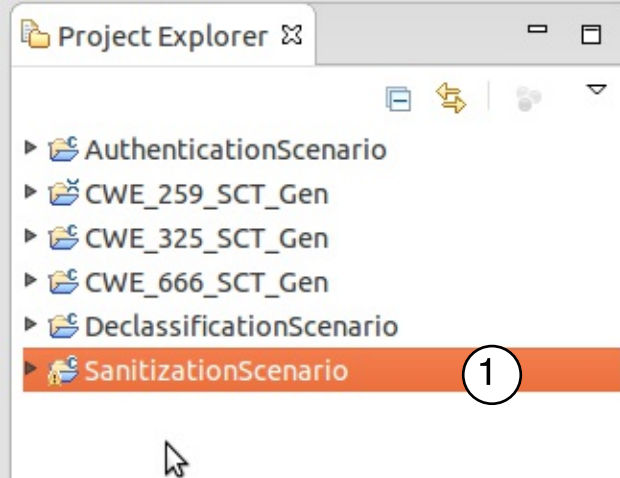 Project Explorer
AuthenticationScenario
CWE_259_SCT_Gen
CWE_325_SCT_Gen
CWE_666_SCT_Gen
DeclassificationScenario
SanitizationScenario 1